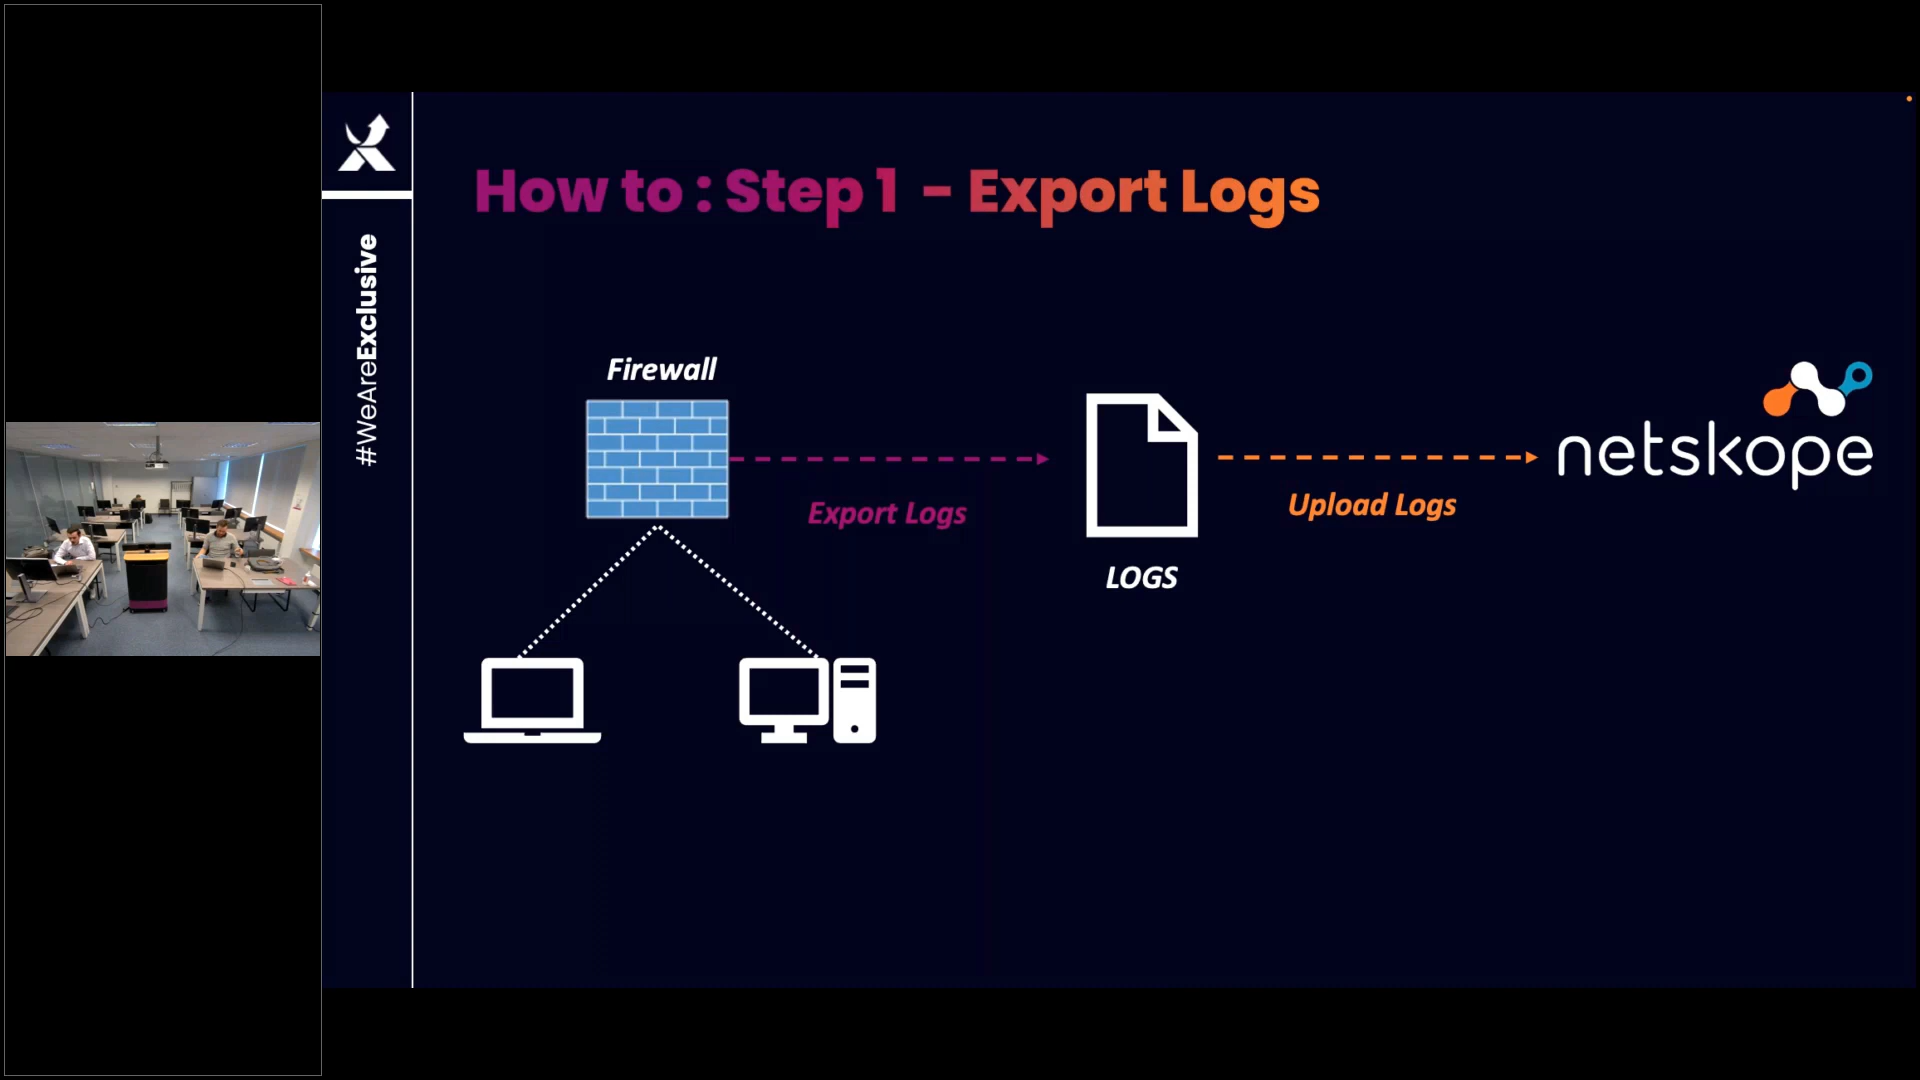 #WeAreExclusive
How to : Step 1 - Export Logs
Firewall
Export Logs
LOGS
Upload Logs
netskope